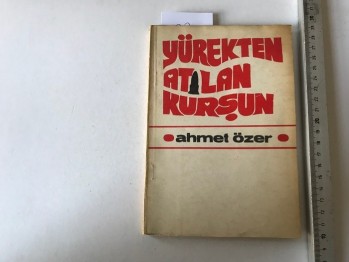 YÜREKTEN
ATILAN
KURŞUN
ahmet özer